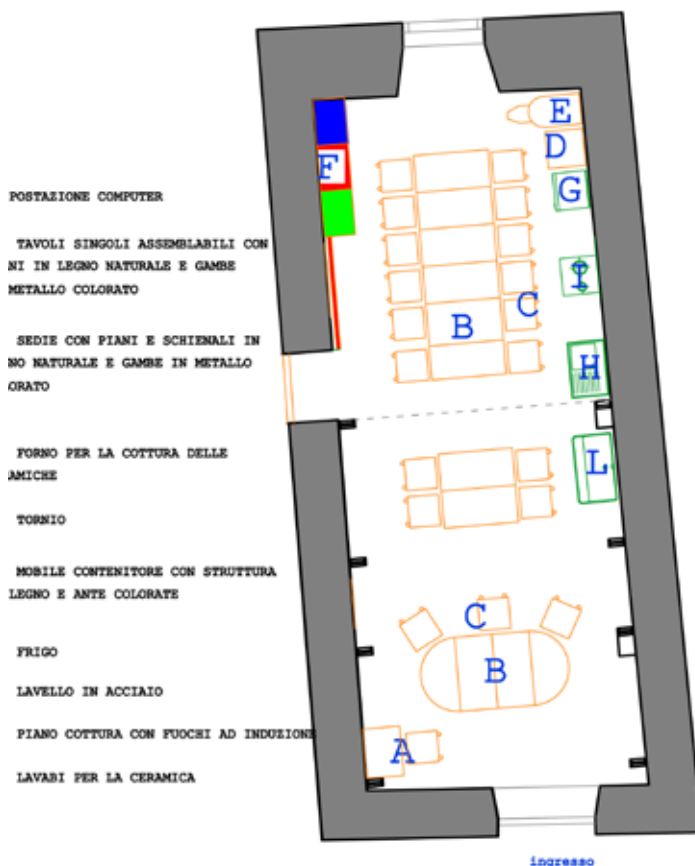 POSTAZIONE COMPUTER
TAVOLI SINGOLI ASSEMBLABILI CON
NI IN LEGNO NATURALE E GAMBE
METALLO COLORATO
SEDIE CON PIANI E SCHIENALI IN
NO NATURALE E GAMBE IN METALLO
ORATO
FORNO PER LA COTTURA DELLE
AMICHE
TORNIO
MOBILE CONTENITORE CON STRUTTURA
LEGNO E ANTE COLORATE
FRIGO
LAVELLO IN ACCIAIO
PIANO COTTURA CON FUOCHI AD INDUZIONE
LAVABI PER LA CERAMICA
E
D
F
G
I
C
B
H
L
C
B
A
ingresso